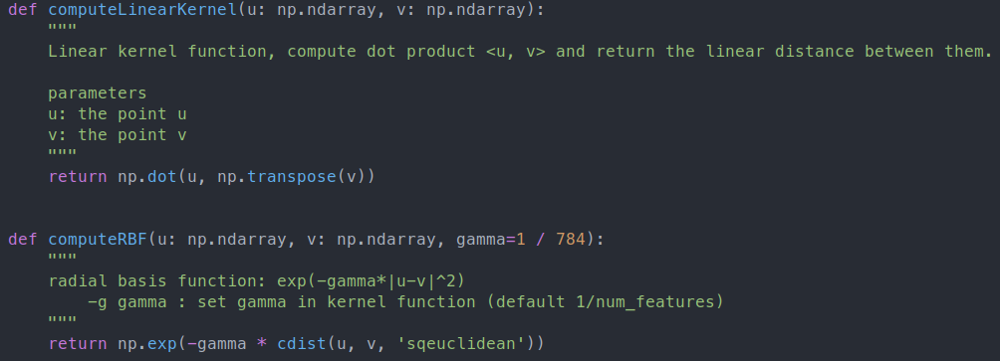 def computeLinearKernel(u: np.ndarray, v: np.ndarray):
    """
    Linear kernel function, compute dot product <u, v> and return the linear distance between them.

    parameters
    u: the point u
    v: the point v
    """
    return np.dot(u, np.transpose(v))


def computeRBF(u: np.ndarray, v: np.ndarray, gamma=1 / 784):
    """
    radial basis function: exp(-gamma*|u-v|^2)
        -g gamma : set gamma in kernel function (default 1/num_features)
    """
    return np.exp(-gamma * cdist(u, v, 'sqeuclidean'))